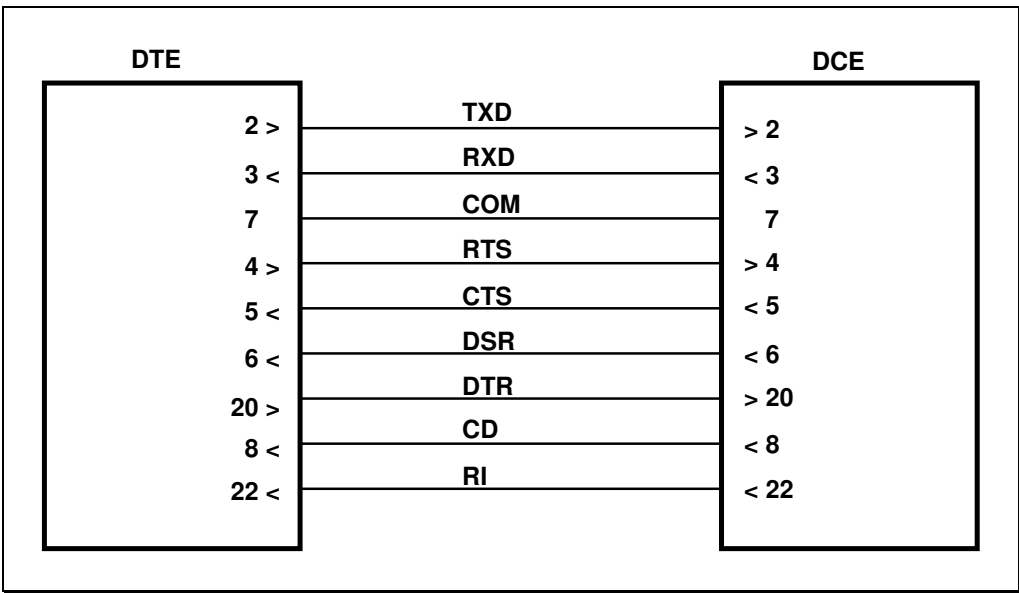 DTE DCE
2 > TXD > 2
3 < RXD < 3
7 COM 7
4 > RTS > 4
5 < CTS < 5
6 < DSR < 6
20 > DTR > 20
8 < CD < 8
22 < RI < 22